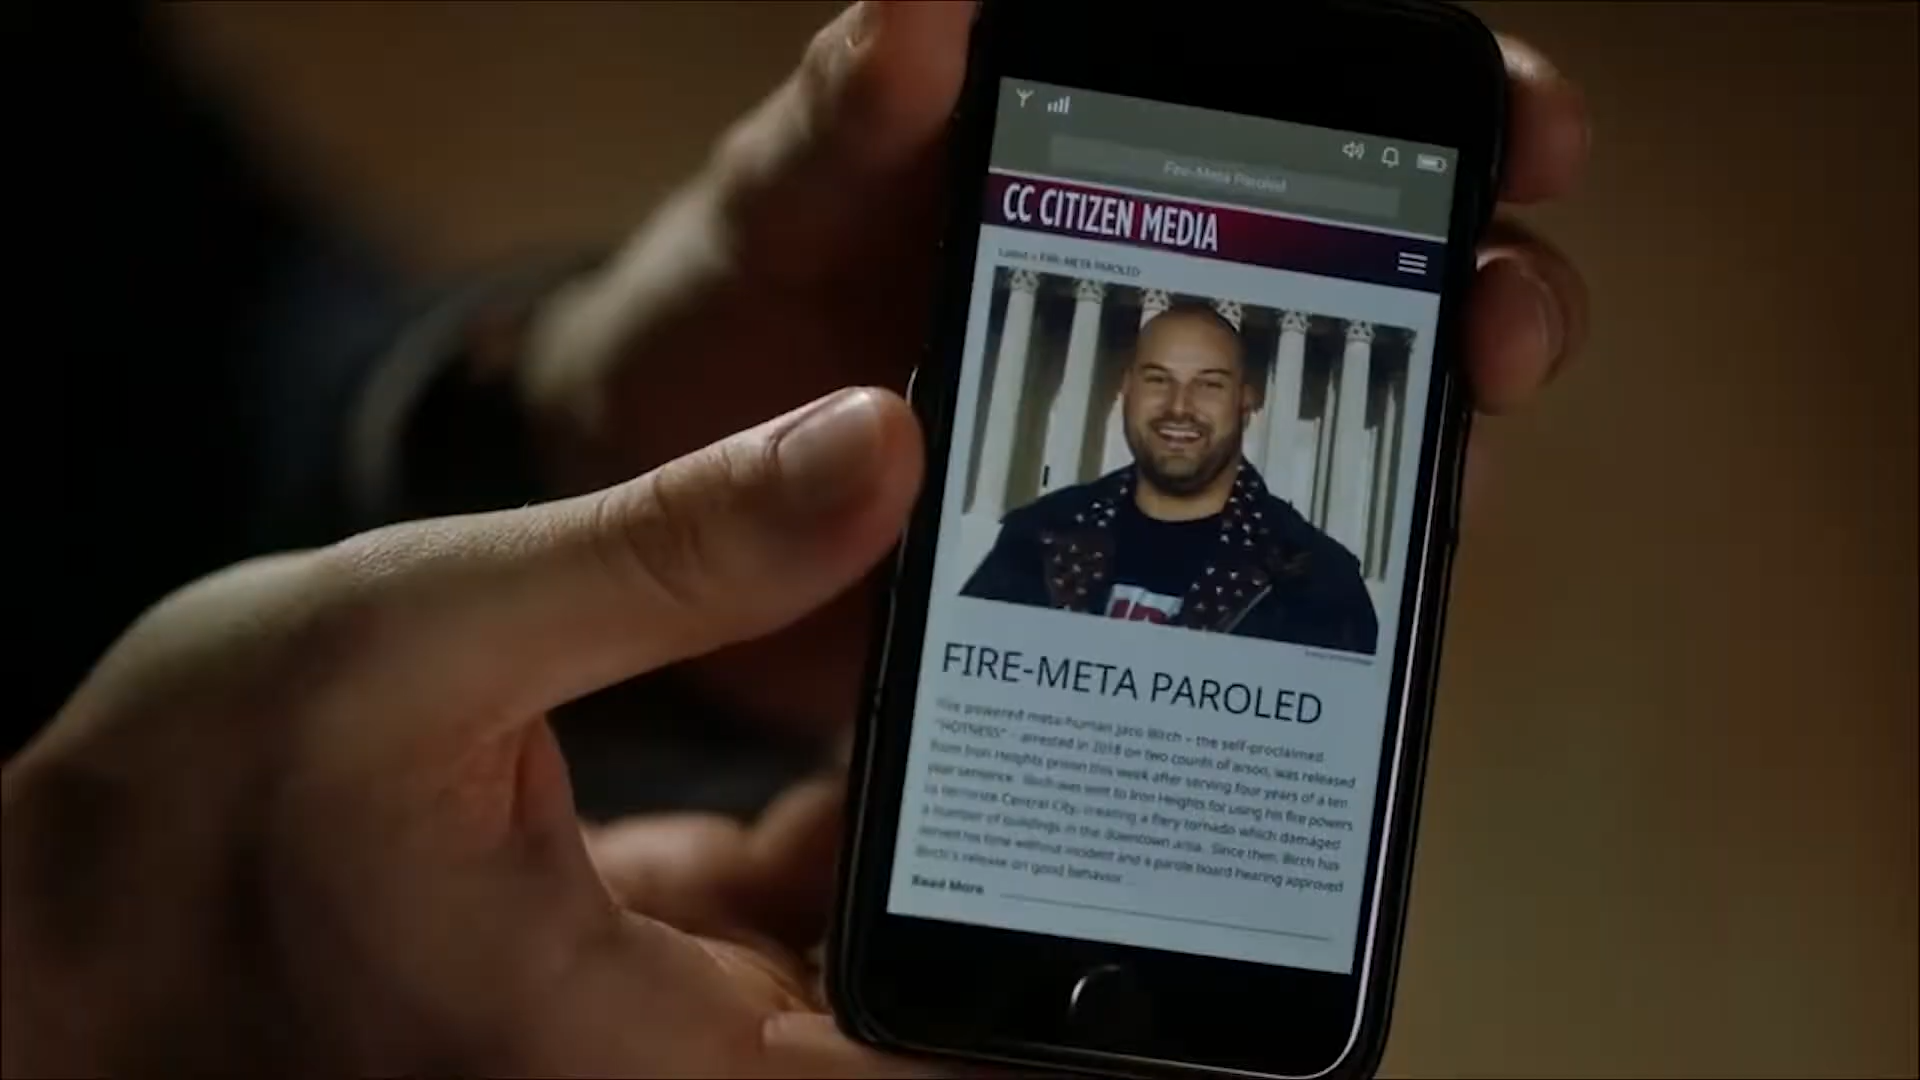 Fire-Meta Paroled
CC CITIZEN MEDIA
Latest > FIRE-META PAROLED
FIRE-META PAROLED
Fire powered meta-human Jaco Birch – the self-proclaimed
"HOTNESS" – arrested in 2018 on two counts of arson, was released
from Iron Heights prison this week after serving four years of a ten
year sentence. Birch was sent to Iron Heights for using his fire powers
to terrorize Central City, creating a fiery tornado which damaged
a number of buildings in the downtown area. Since then, Birch has
served his time without incident and a parole board hearing approved
Birch's release on good behavior ...
Read More